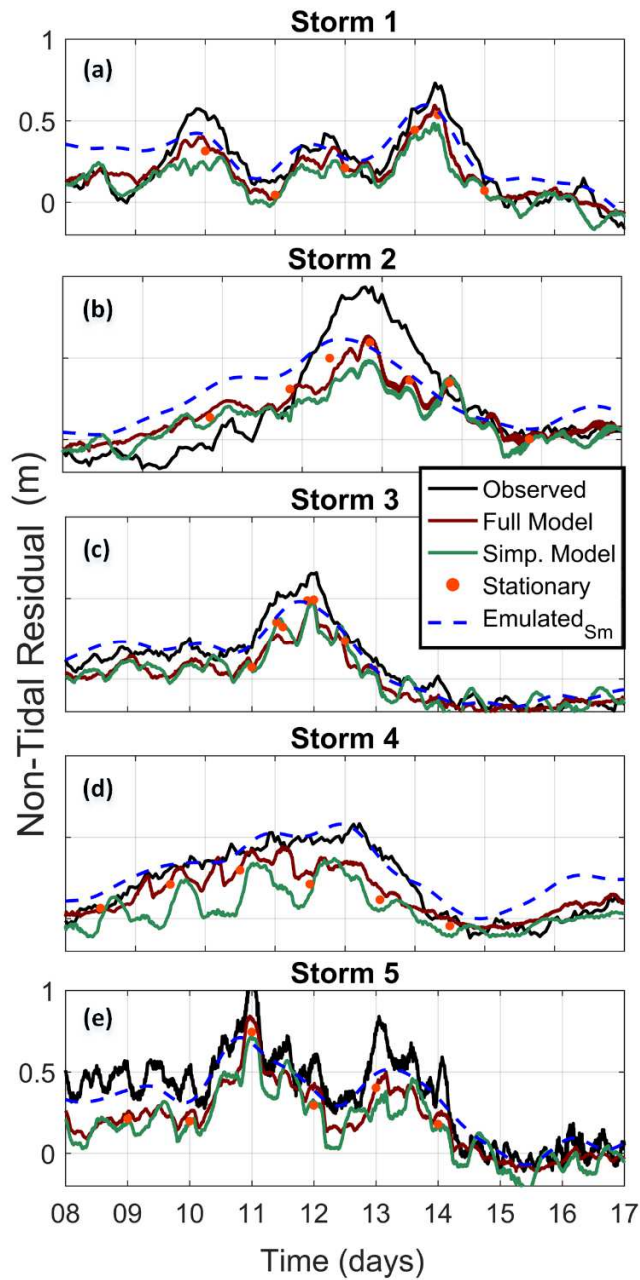 Storm 1
(a)
1
0.5
0
Storm 2
(b)
Storm 3
(c)
Observed
Full Model
Simp. Model
Stationary
Emulated_Sm
Storm 4
(d)
Storm 5
(e)
1
0.5
0
08 09 10 11 12 13 14 15 16 17
Time (days)
Non-Tidal Residual (m)